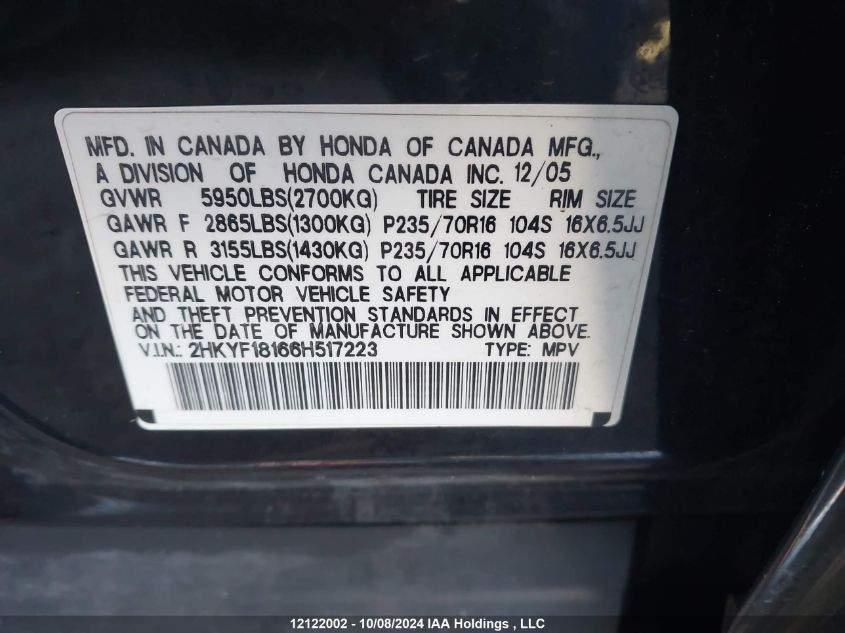 MFD. IN CANADA BY HONDA OF CANADA MFG.,
A DIVISION OF HONDA CANADA INC. 12/05
GVWR 5950LBS(2700KG) TIRE SIZE RIM SIZE
GAWR F 2865LBS(1300KG) P235/70R16 104S 16X6.5JJ
GAWR R 3155LBS(1430KG) P235/70R16 104S 16X6.5JJ
THIS VEHICLE CONFORMS TO ALL APPLICABLE
FEDERAL MOTOR VEHICLE SAFETY
AND THEFT PREVENTION STANDARDS IN EFFECT
ON THE DATE OF MANUFACTURE SHOWN ABOVE.
V.I.N.: 2HKYF18166H517223 TYPE: MPV
12122002 - 10/08/2024 IAA Holdings , LLC